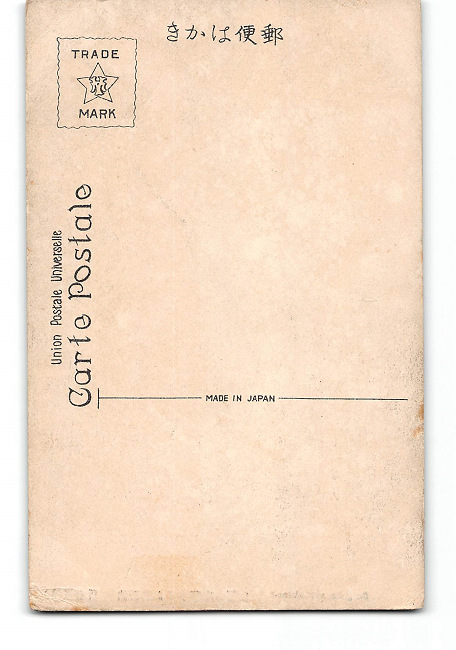 郵便はかき
TRADE
MARK
Union Postale Universelle
Carte Postale
MADE IN JAPAN